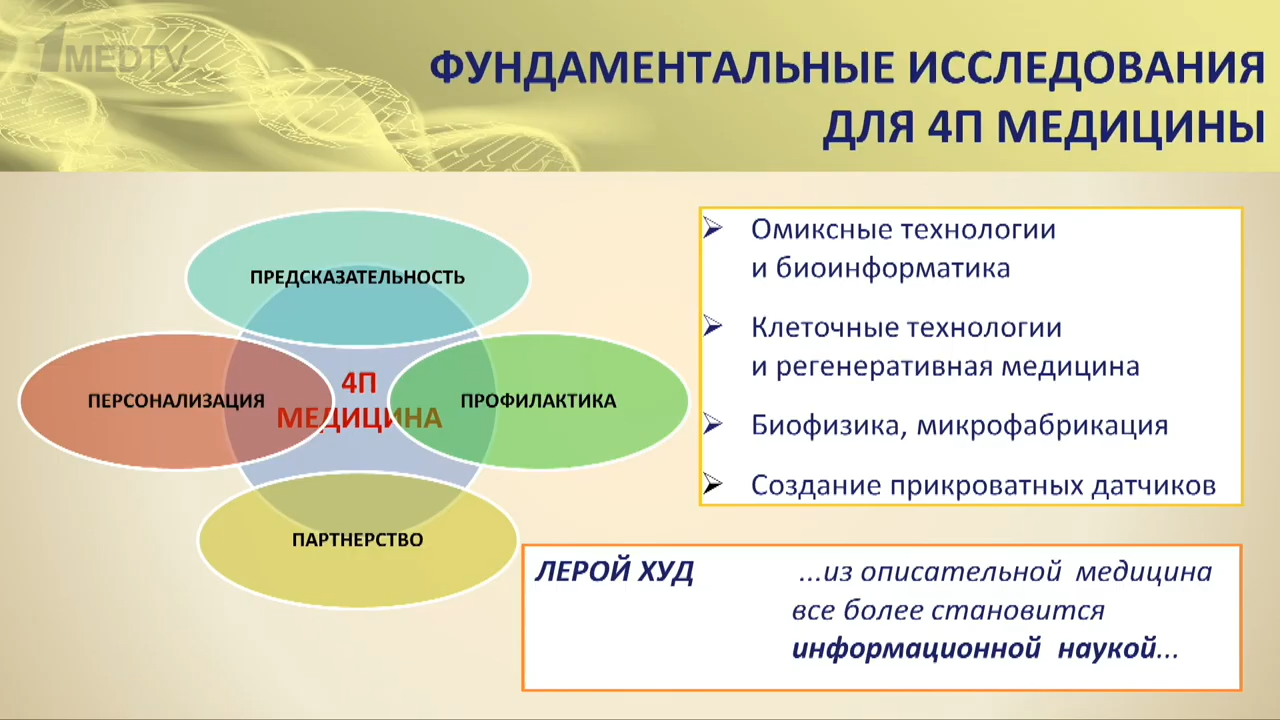 1MEDTV
ФУНДАМЕНТАЛЬНЫЕ ИССЛЕДОВАНИЯ
ДЛЯ 4П МЕДИЦИНЫ
ПРЕДСКАЗАТЕЛЬНОСТЬ
ПЕРСОНАЛИЗАЦИЯ
4П
МЕДИЦИНА
ПРОФИЛАКТИКА
ПАРТНЕРСТВО
Омиксные технологии
и биоинформатика
Клеточные технологии
и регенеративная медицина
Биофизика, микрофабрикация
Создание прикроватных датчиков
ЛЕРОЙ ХУД ...из описательной медицина
все более становится
информационной наукой...